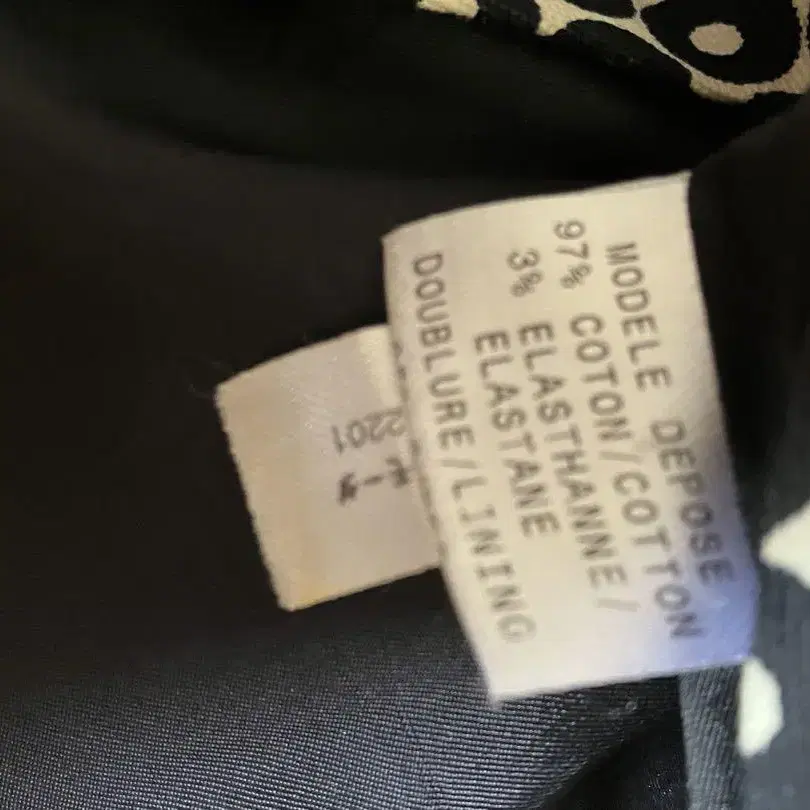 MODELE DEPOSE
97% COTON/COTTON
3% ELASTHANNE/
ELASTANE
DOUBLURE/LINING